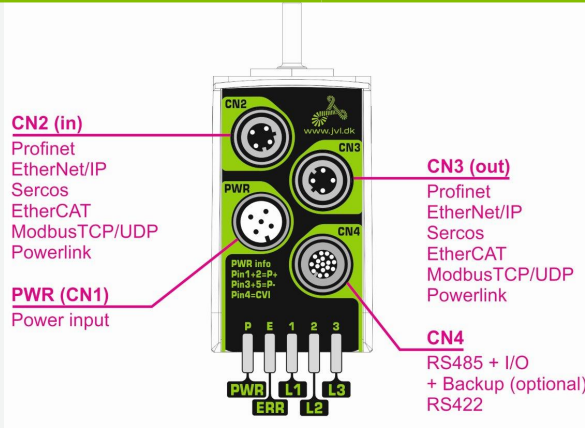 CN2 (in)
Profinet
EtherNet/IP
Sercos
EtherCAT
ModbusTCP/UDP
Powerlink
PWR (CN1)
Power input
CN2
www.jvl.dk
CN3
PWR
CN4
PWR info
Pin1+2=P+
Pin3+5=P-
Pin4=CVI
P E 1 2 3
PWR L1 L3
ERR L2
CN3 (out)
Profinet
EtherNet/IP
Sercos
EtherCAT
ModbusTCP/UDP
Powerlink
CN4
RS485 + I/O
+ Backup (optional)
RS422